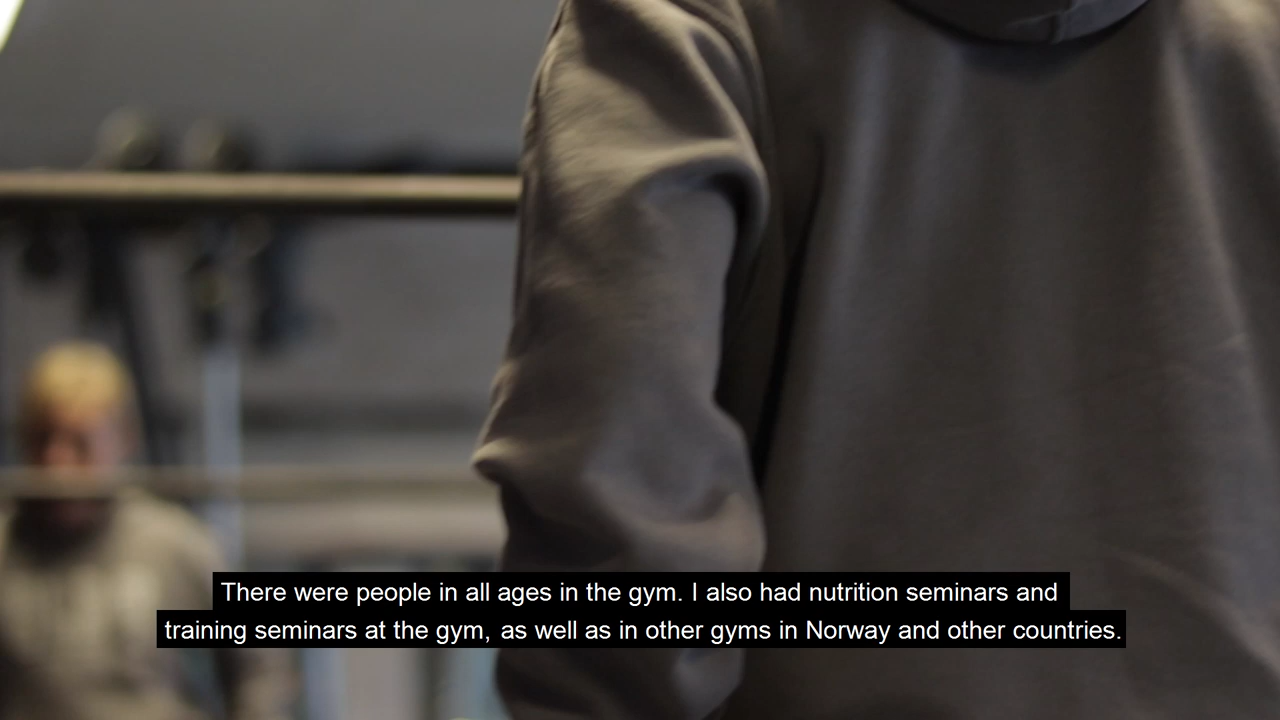 There were people in all ages in the gym. I also had nutrition seminars and
training seminars at the gym, as well as in other gyms in Norway and other countries.